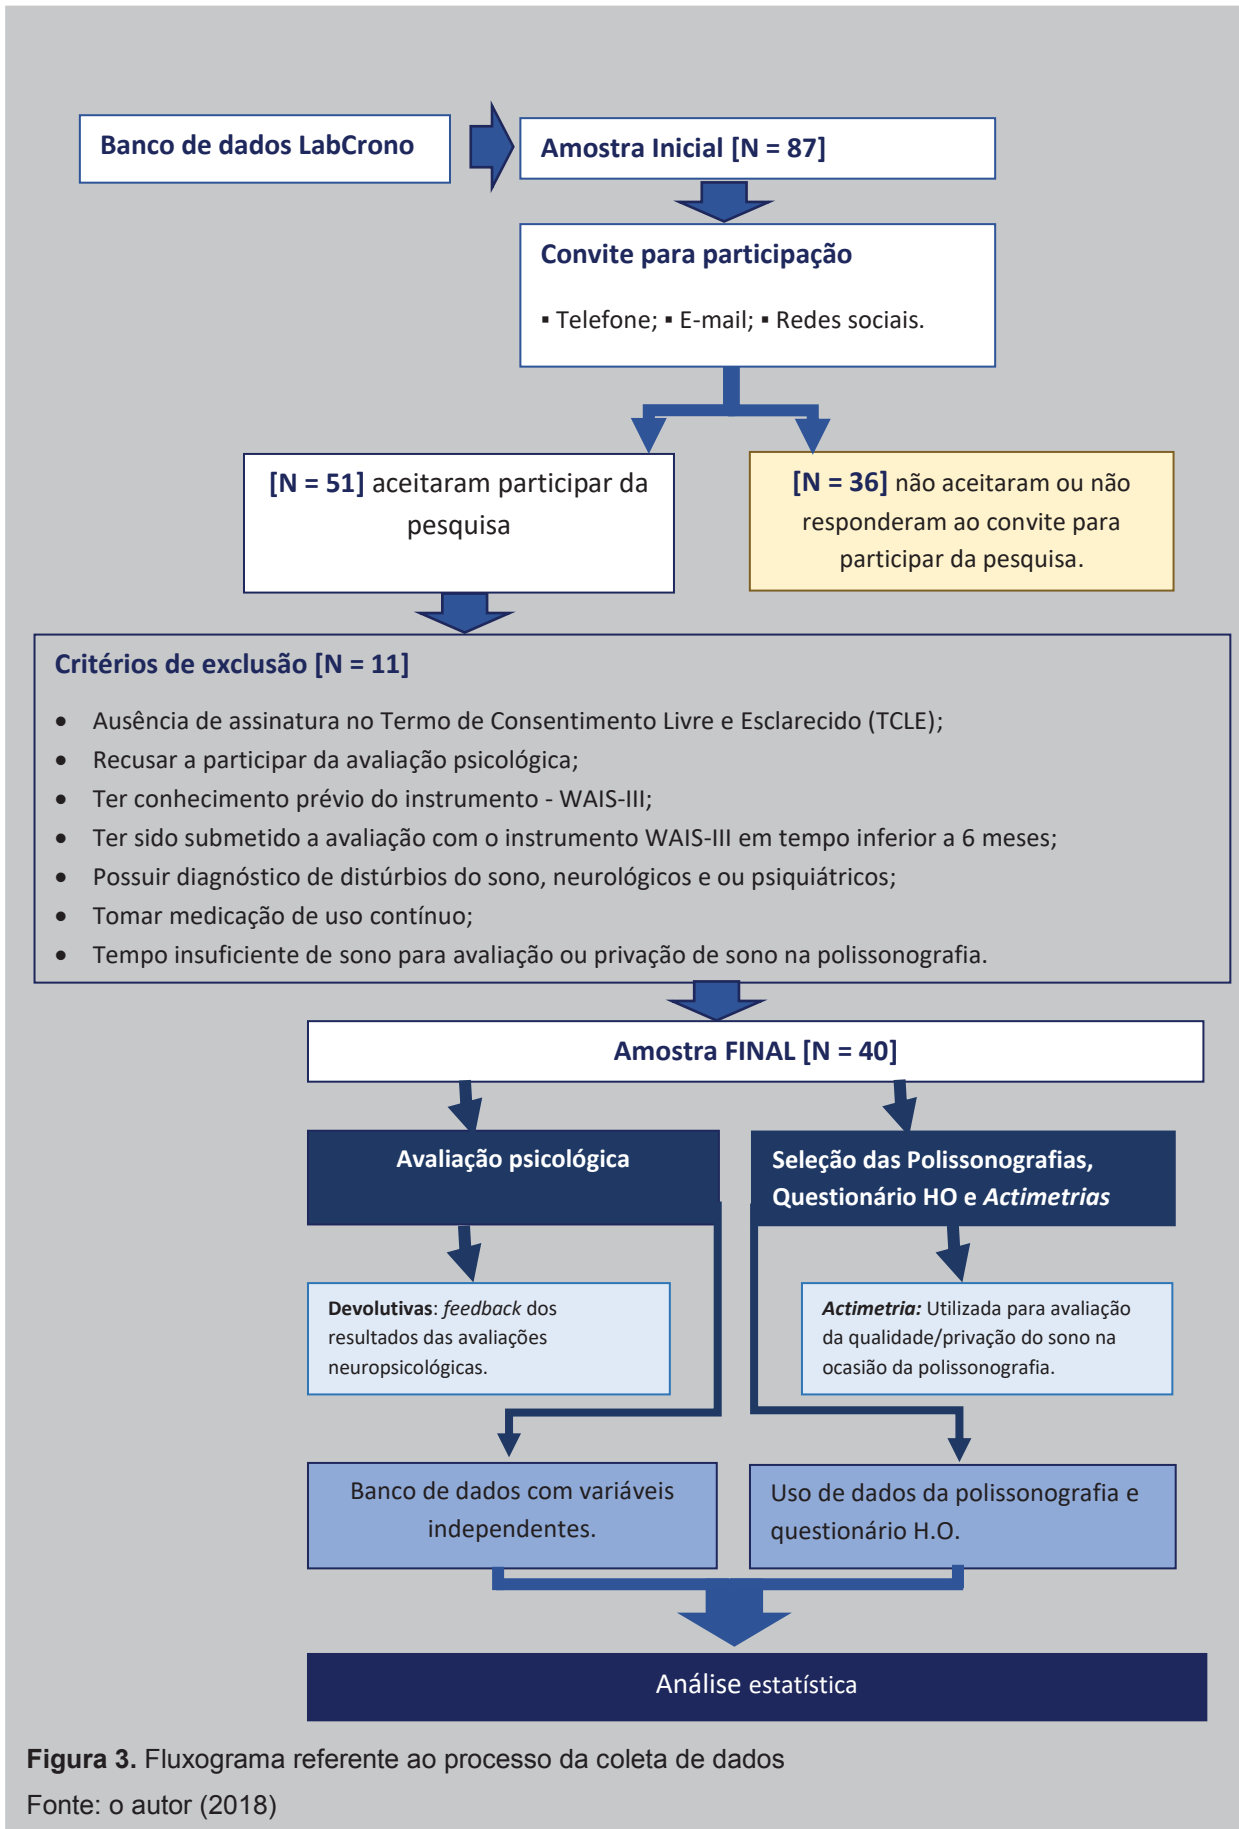 Banco de dados LabCrono
Amostra Inicial [N = 87]
Convite para participação
▪ Telefone; ▪ E-mail; ▪ Redes sociais.
[N = 51] aceitaram participar da
pesquisa
[N = 36] não aceitaram ou não
responderam ao convite para
participar da pesquisa.
Critérios de exclusão [N = 11]
• Ausência de assinatura no Termo de Consentimento Livre e Esclarecido (TCLE);
• Recusar a participar da avaliação psicológica;
• Ter conhecimento prévio do instrumento - WAIS-III;
• Ter sido submetido a avaliação com o instrumento WAIS-III em tempo inferior a 6 meses;
• Possuir diagnóstico de distúrbios do sono, neurológicos e ou psiquiátricos;
• Tomar medicação de uso contínuo;
• Tempo insuficiente de sono para avaliação ou privação de sono na polissonografia.
Amostra FINAL [N = 40]
Avaliação psicológica
Seleção das Polissonografias,
Questionário HO e Actimetrias
Devolutivas: feedback dos
resultados das avaliações
neuropsicológicas.
Actimetria: Utilizada para avaliação
da qualidade/privação do sono na
ocasião da polissonografia.
Banco de dados com variáveis
independentes.
Uso de dados da polissonografia e
questionário H.O.
Análise estatística
Figura 3. Fluxograma referente ao processo da coleta de dados
Fonte: o autor (2018)